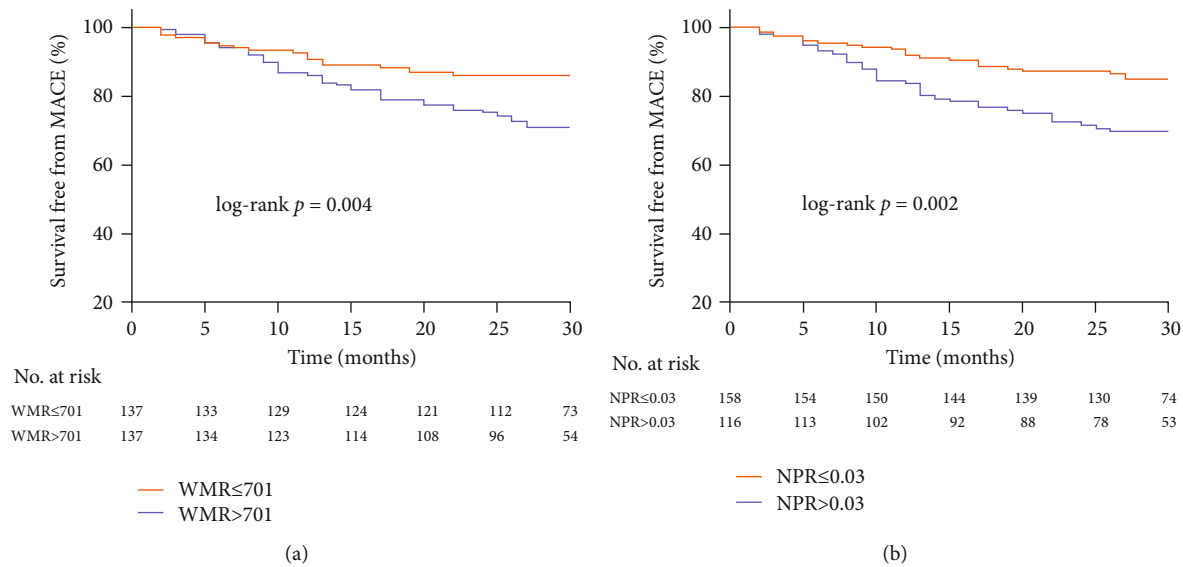 Survival free from MACE (%)
100
80
60
40
20
log-rank p = 0.004
0 5 10 15 20 25 30
Time (months)
No. at risk
WMR≤701 137 133 129 124 121 112 73
WMR>701 137 134 123 114 108 96 54
WMR≤701
WMR>701
(a)
Survival free from MACE (%)
100
80
60
40
20
log-rank p = 0.002
0 5 10 15 20 25 30
Time (months)
No. at risk
NPR≤0.03 158 154 150 144 139 130 74
NPR>0.03 116 113 102 92 88 78 53
NPR≤0.03
NPR>0.03
(b)